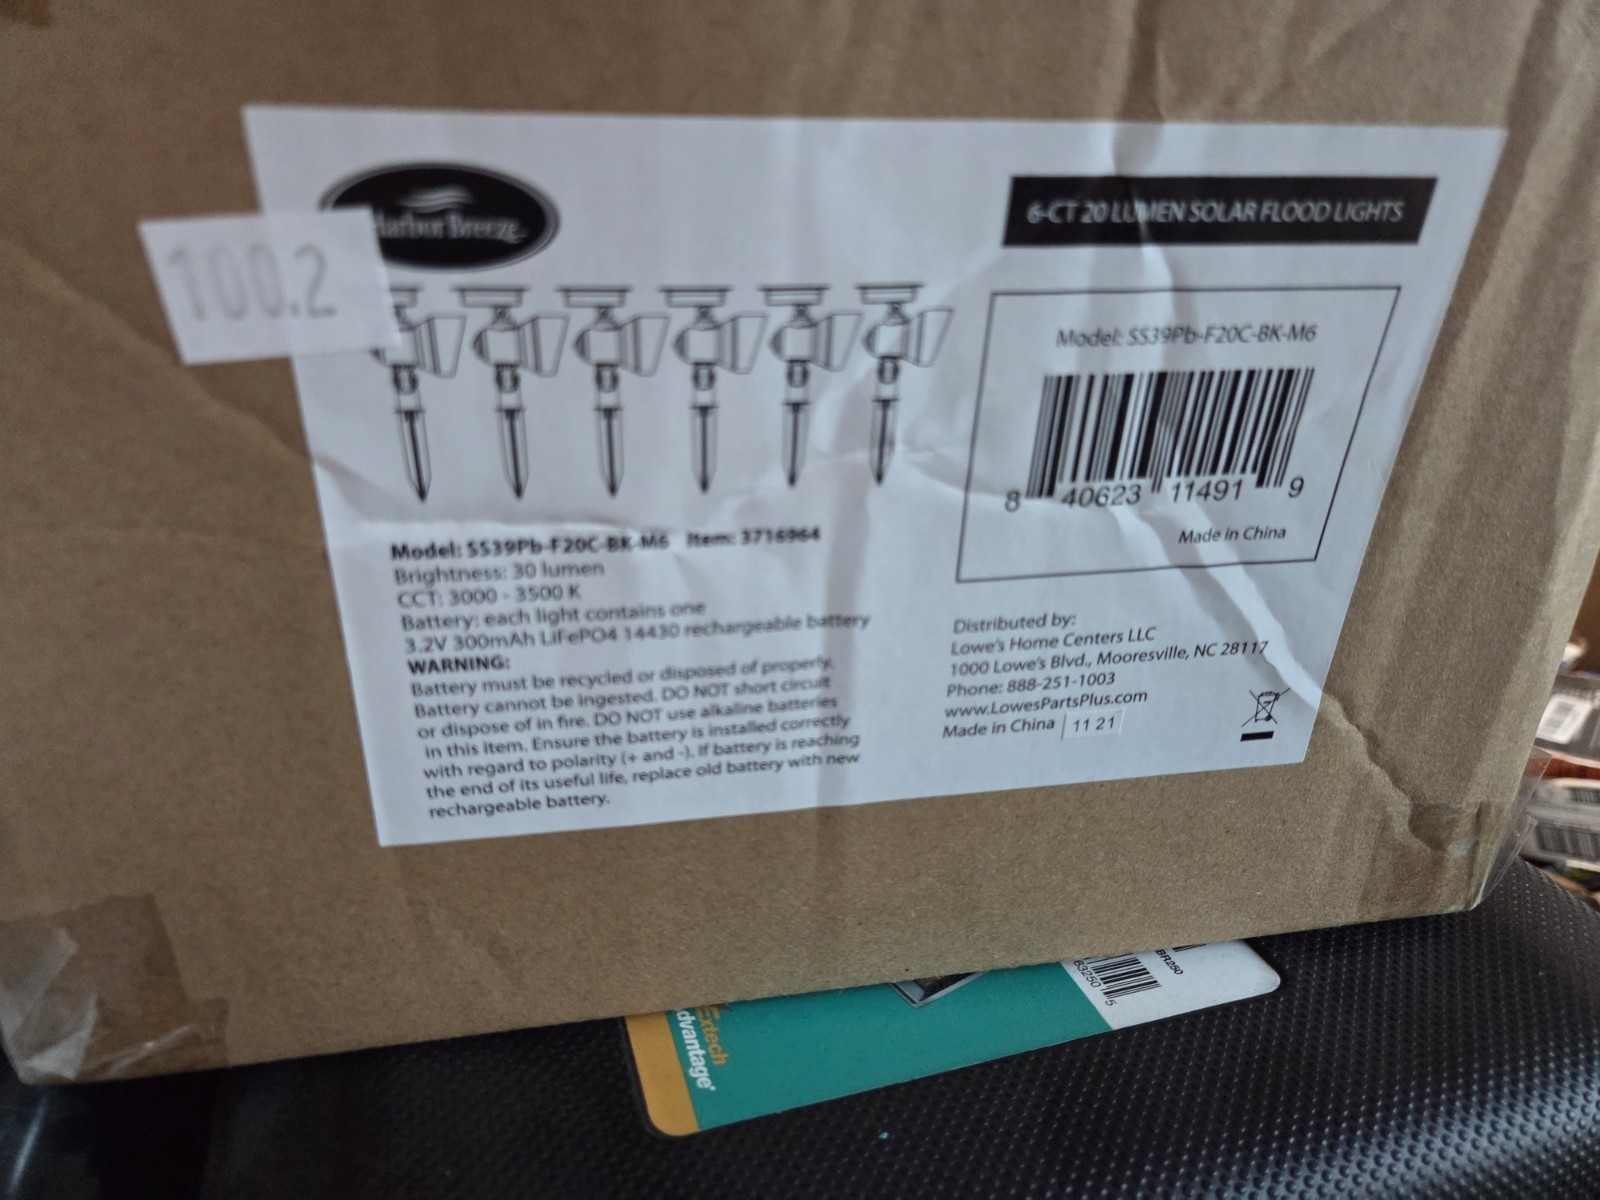 100.2
Harbor Breeze
6-CT 20 LUMEN SOLAR FLOOD LIGHTS
Model: SS39Pb-F20C-BK-M6
8 40623 11491 9
Made in China
Model: SS39Pb-F20C-BK-M6 Item: 3716964
Brightness: 30 lumen
CCT: 3000 - 3500 K
Battery: each light contains one
3.2V 300mAh LiFePO4 14430 rechargeable battery
WARNING:
Battery must be recycled or disposed of properly.
Battery cannot be ingested. DO NOT short circuit
or dispose of in fire. DO NOT use alkaline batteries
in this item. Ensure the battery is installed correctly
with regard to polarity (+ and -). If battery is reaching
the end of its useful life, replace old battery with new
rechargeable battery.
Distributed by:
Lowe's Home Centers LLC
1000 Lowe's Blvd., Mooresville, NC 28117
Phone: 888-251-1003
www.LowesPartsPlus.com
Made in China | 11 21
Extech
dvantage
63250 5
BR250